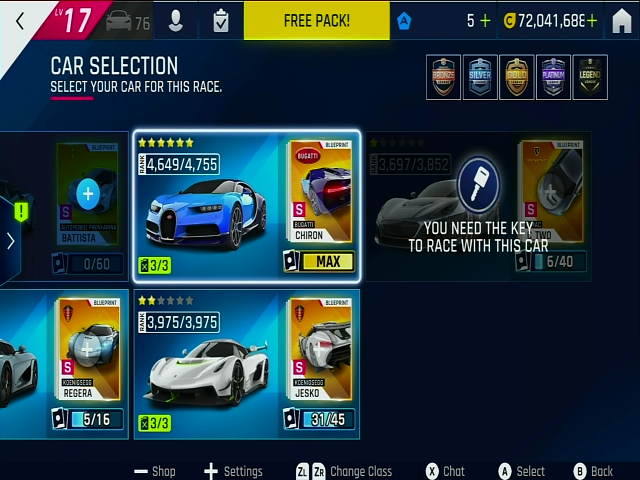 LV 17
76
FREE PACK!
5 +
72,041,686+
CAR SELECTION
SELECT YOUR CAR FOR THIS RACE.
BRONZE
SILVER
GOLD
PLATINUM
LEGEND
BLUEPRINT
S
AUTOMOBILI PININFARINA
BATTISTA
0/60
RANK 4,649/4,755
3/3
BLUEPRINT
BUGATTI
S
BUGATTI
CHIRON
MAX
3,697/3,852
BLUEPRINT
YOU NEED THE KEY
TO RACE WITH THIS CAR
TWO
6/40
BLUEPRINT
S
KOENIGSEGG
REGERA
5/16
RANK 3,975/3,975
3/3
BLUEPRINT
S
KOENIGSEGG
JESKO
31/45
Shop
Settings
ZL ZR Change Class
X Chat
A Select
B Back